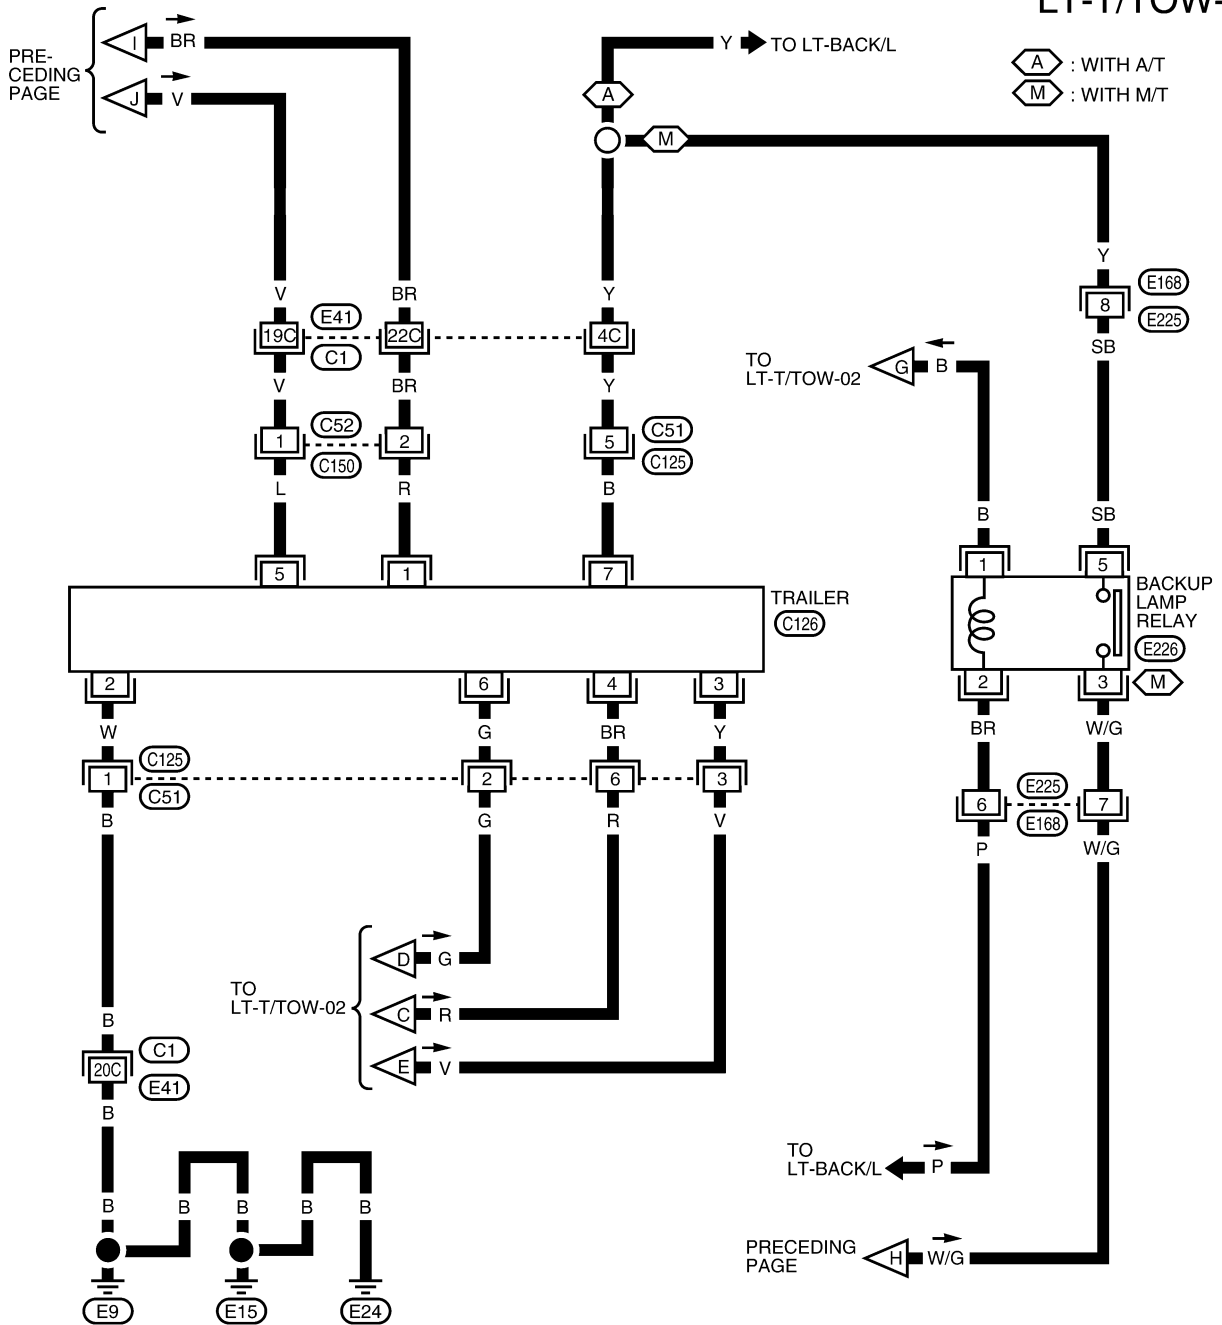 LT-T/TOW-
I
BR
PRE-
CEDING
PAGE
J
V
Y
TO LT-BACK/L
A
: WITH A/T
M
: WITH M/T
A
M
V
BR
Y
Y
E168
8
E225
SB
19C
E41
C1
22C
4C
V
BR
Y
TO
LT-T/TOW-02
G
B
1
C52
C150
2
5
C51
C125
L
R
B
B
SB
5
1
7
1
5
TRAILER
C126
BACKUP
LAMP
RELAY
E226
M
2
6
4
3
2
3
W
G
BR
Y
BR
W/G
1
C125
C51
2
6
3
6
E225
E168
7
B
G
R
V
P
W/G
D
G
TO
LT-T/TOW-02
C
R
E
V
B
20C
C1
E41
B
TO
LT-BACK/L
P
B
B
B
B
B
PRECEDING
PAGE
H
W/G
E9
E15
E24